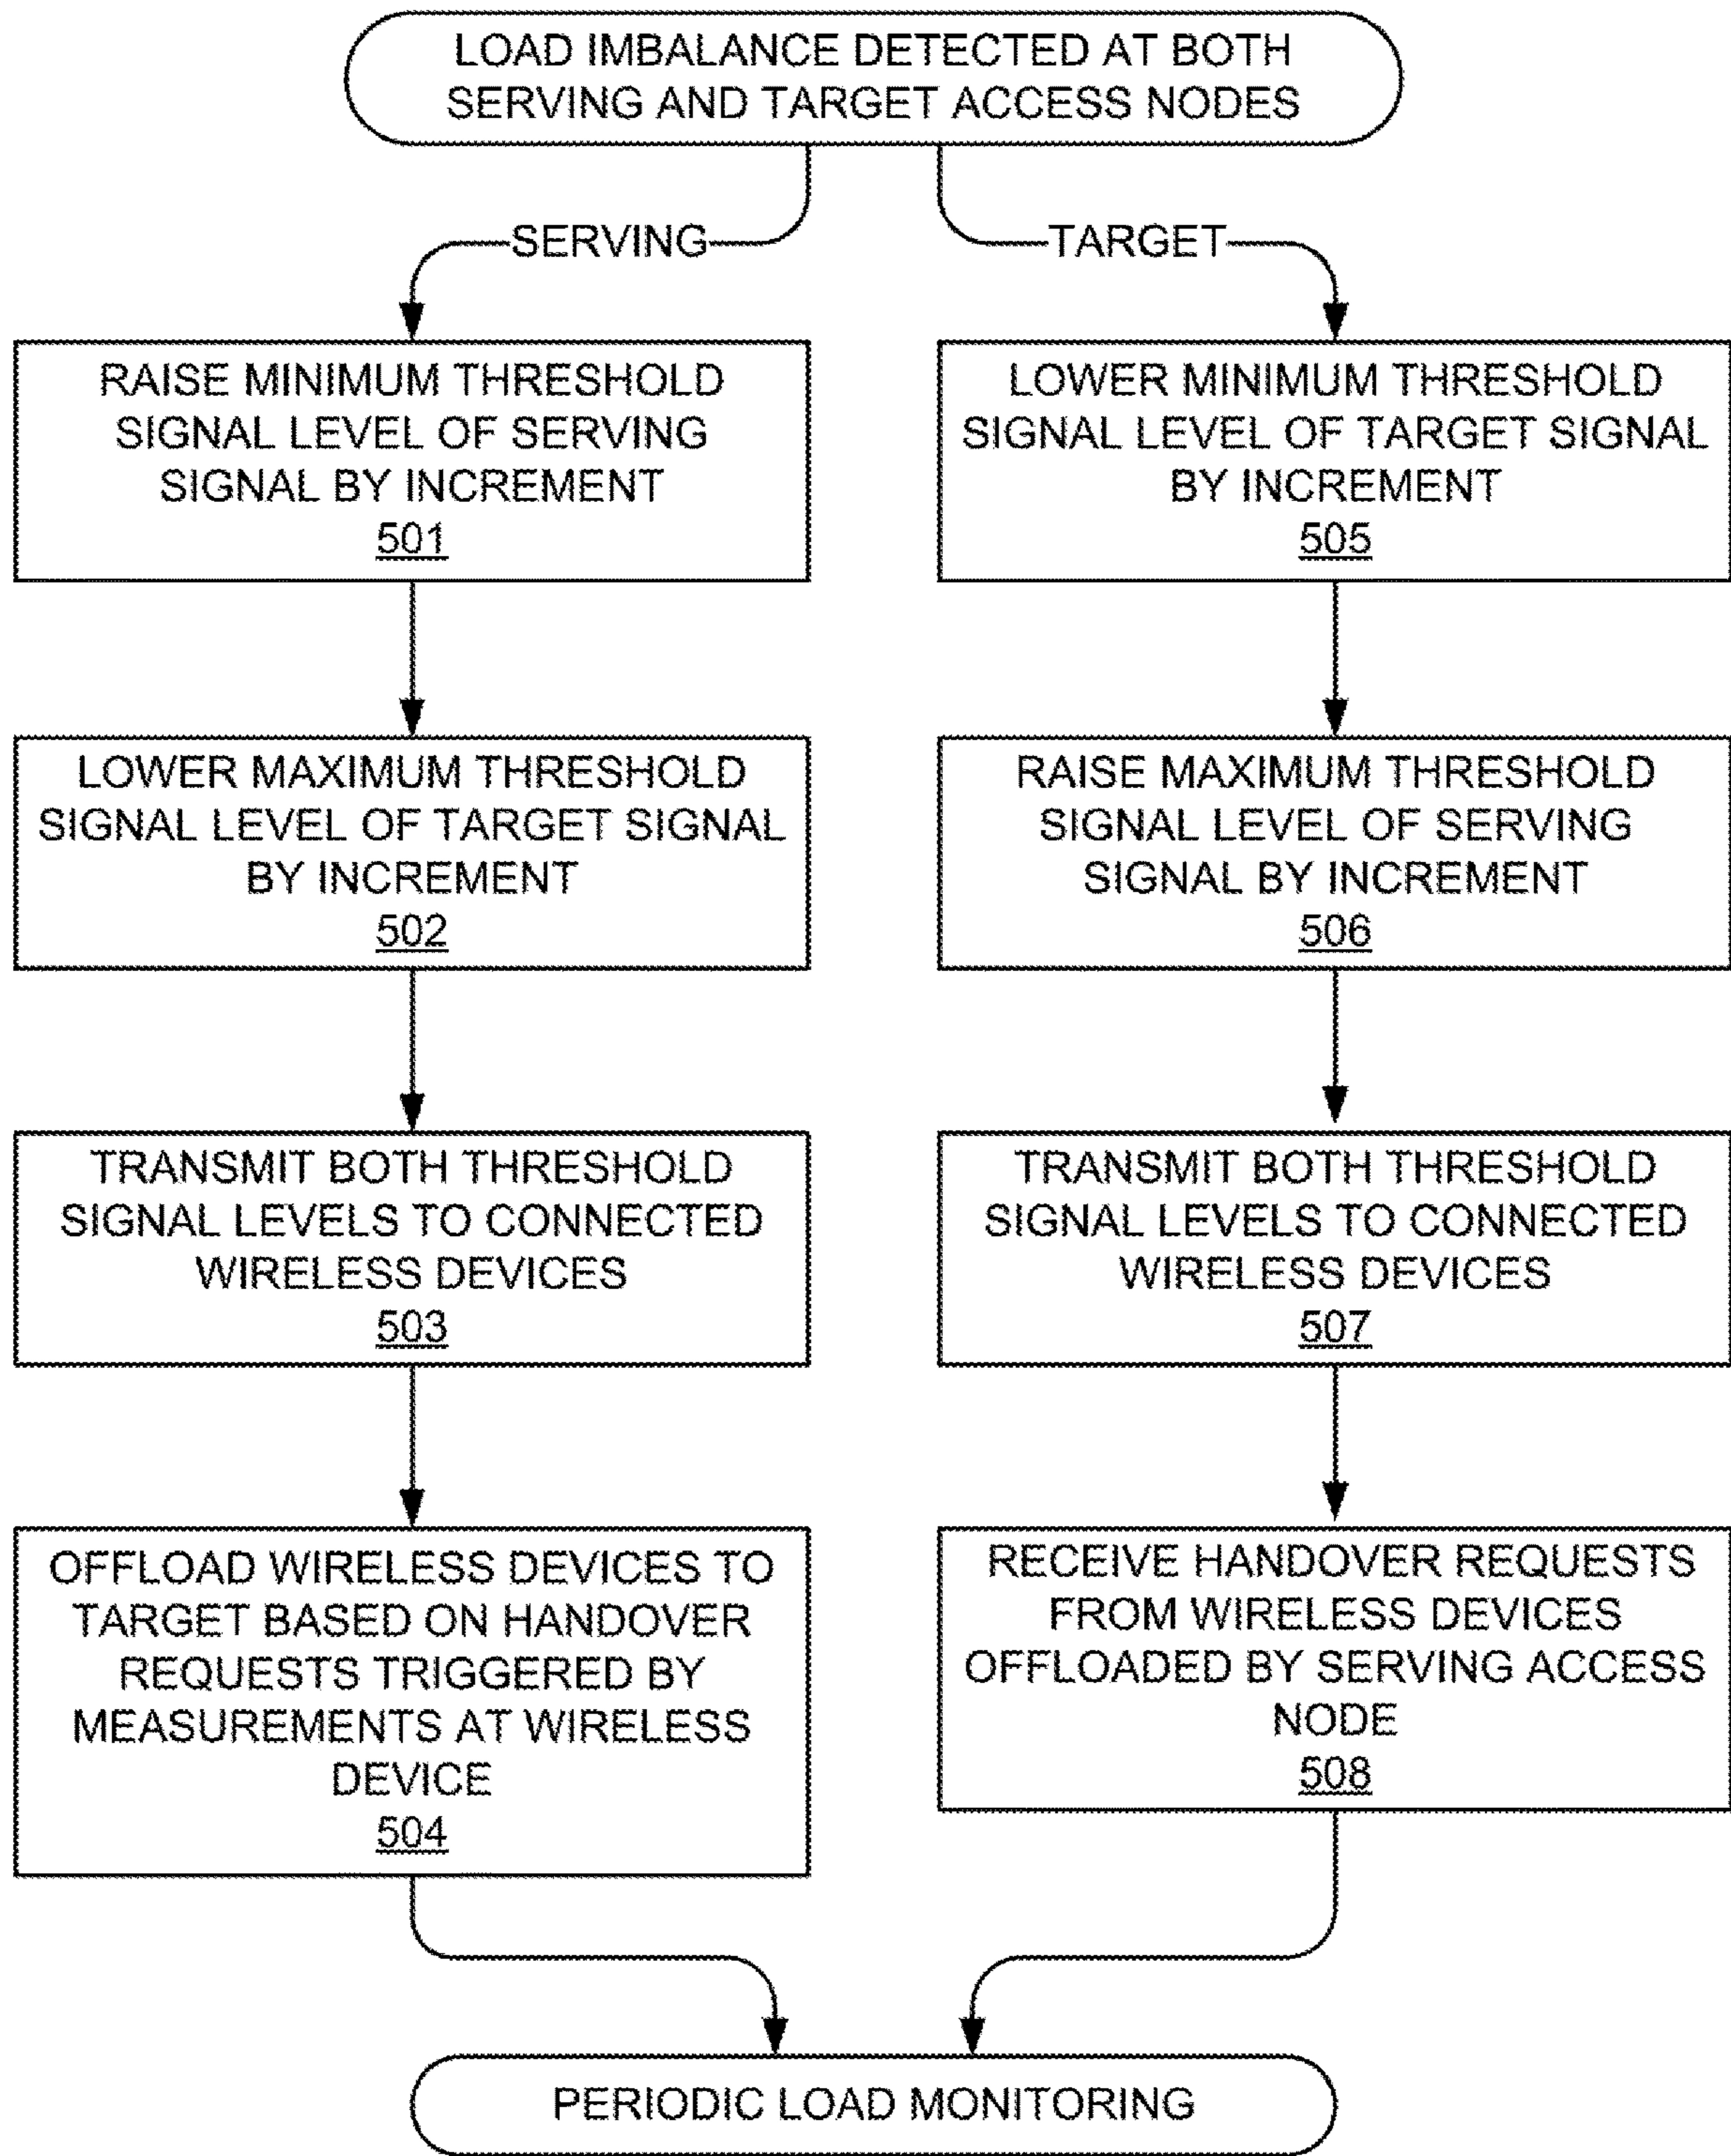 LOAD IMBALANCE DETECTED AT BOTH
SERVING AND TARGET ACCESS NODES
SERVING
TARGET
RAISE MINIMUM THRESHOLD
SIGNAL LEVEL OF SERVING
SIGNAL BY INCREMENT
501
LOWER MAXIMUM THRESHOLD
SIGNAL LEVEL OF TARGET SIGNAL
BY INCREMENT
502
TRANSMIT BOTH THRESHOLD
SIGNAL LEVELS TO CONNECTED
WIRELESS DEVICES
503
OFFLOAD WIRELESS DEVICES TO
TARGET BASED ON HANDOVER
REQUESTS TRIGGERED BY
MEASUREMENTS AT WIRELESS
DEVICE
504
LOWER MINIMUM THRESHOLD
SIGNAL LEVEL OF TARGET SIGNAL
BY INCREMENT
505
RAISE MAXIMUM THRESHOLD
SIGNAL LEVEL OF SERVING
SIGNAL BY INCREMENT
506
TRANSMIT BOTH THRESHOLD
SIGNAL LEVELS TO CONNECTED
WIRELESS DEVICES
507
RECEIVE HANDOVER REQUESTS
FROM WIRELESS DEVICES
OFFLOADED BY SERVING ACCESS
NODE
508
PERIODIC LOAD MONITORING